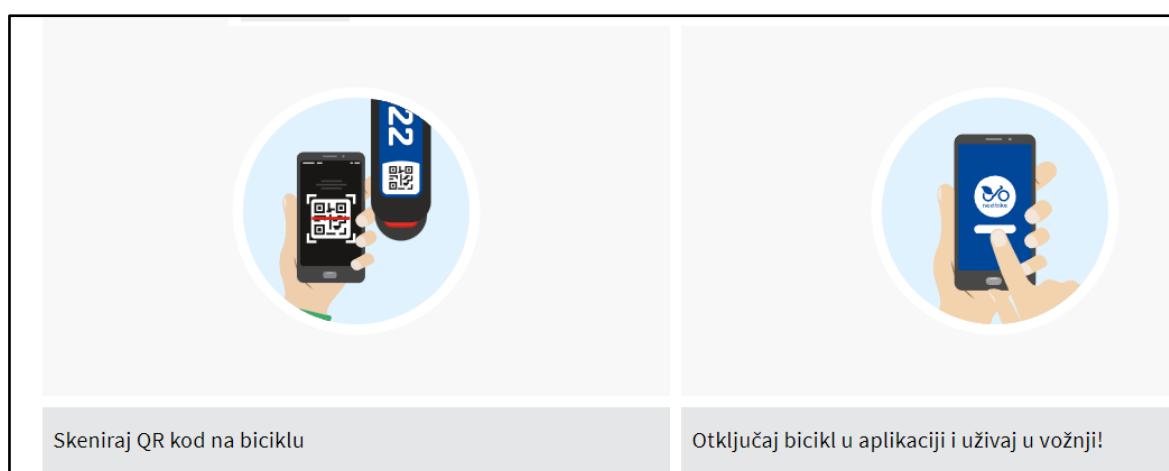 22
nextbike
Skeniraj QR kod na biciklu
Otključaj bicikl u aplikaciji i uživaj u vožnji!